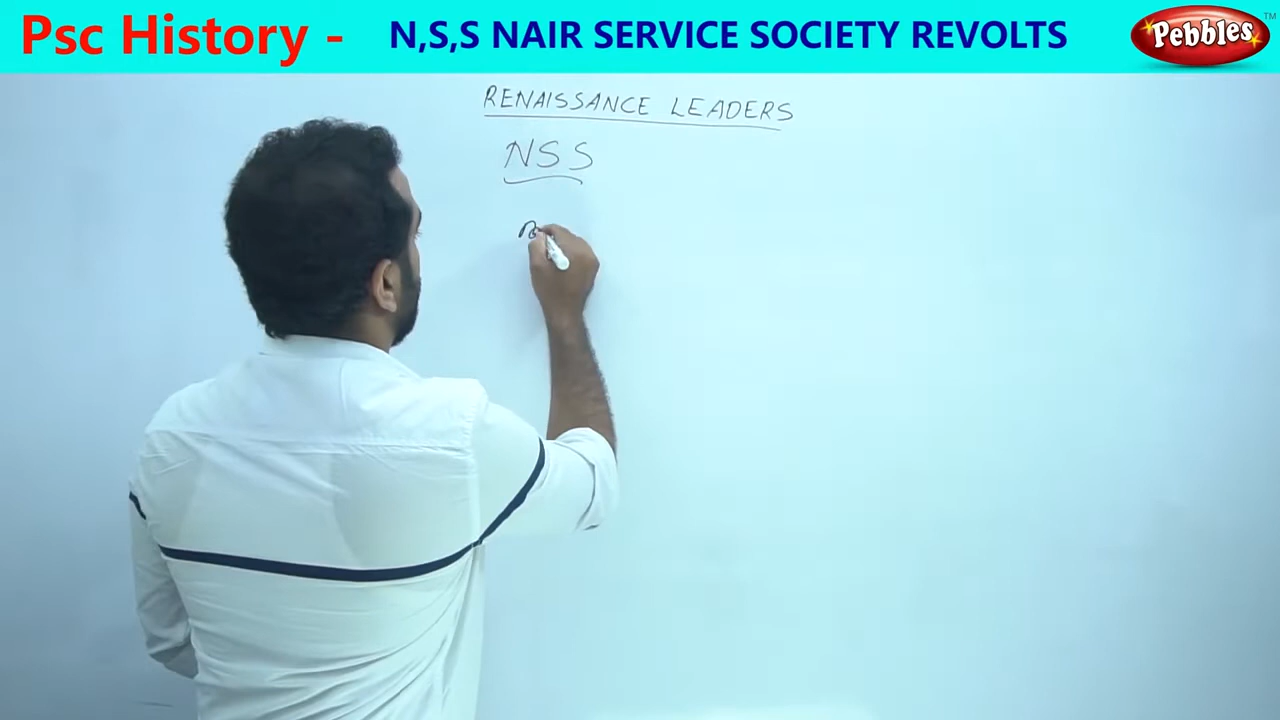 Psc History - N,S,S NAIR SERVICE SOCIETY REVOLTS
Pebbles TM
RENAISSANCE LEADERS
NSS